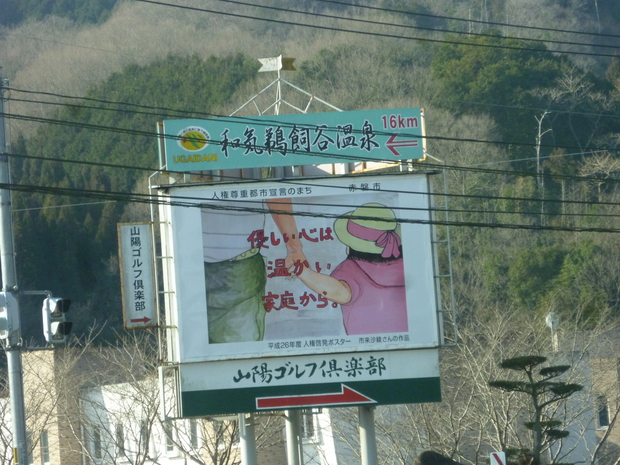 UGAIDANI
和気鵜飼谷温泉
16km
人権尊重都市宣言のまち 赤磐市
優しい心は
温かい
家庭から。
平成26年度 人権啓発ポスター
山陽ゴルフ倶楽部
山陽ゴルフ倶楽部